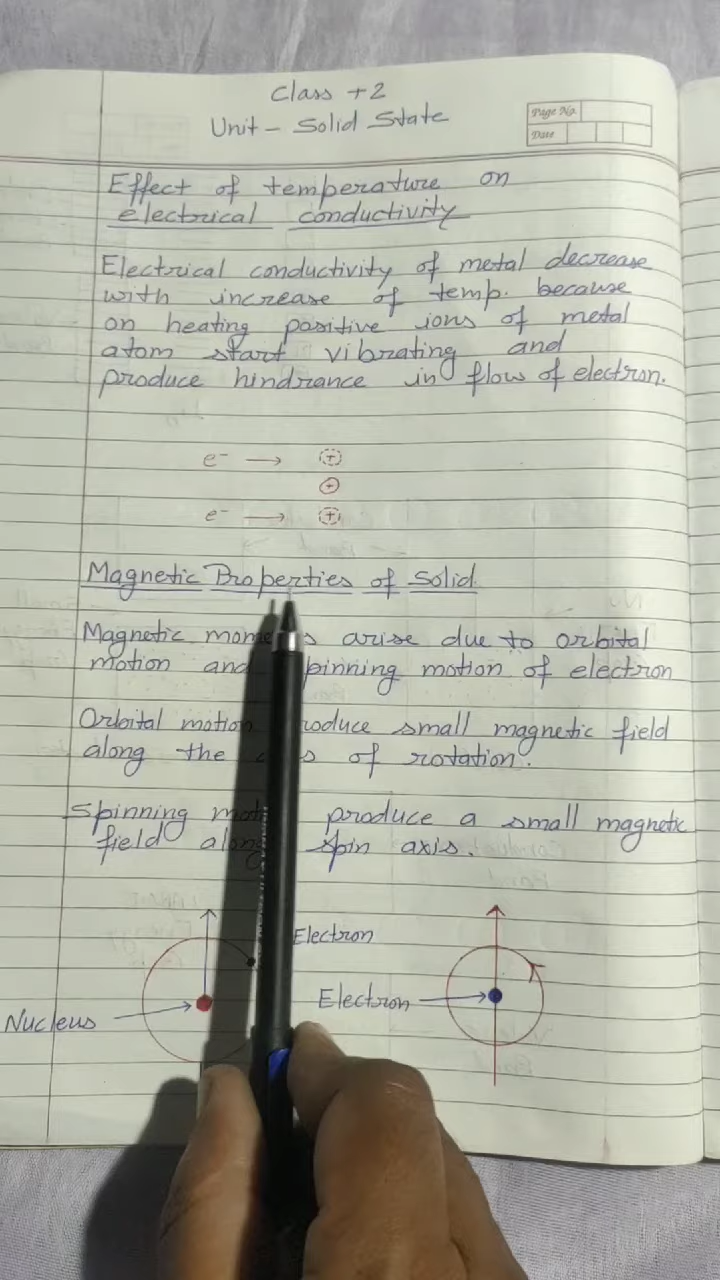 Class +2
Unit - Solid State
Page No.
Date
Effect of temperature on
electrical conductivity
Electrical conductivity of metal decrease
with increase of temp. because
on heating positive ions of metal
atom start vibrating and
produce hindrance in flow of electron.
e⁻ → (+)
(+)
e⁻ → (+)
Magnetic Properties of Solid
Magnetic arise due to orbital
motion and motion of electron
Orbital motion small magnetic field
along the of rotation.
Spinning produce a small magnetic
field spin axis.
Electron
Nucleus
Electron